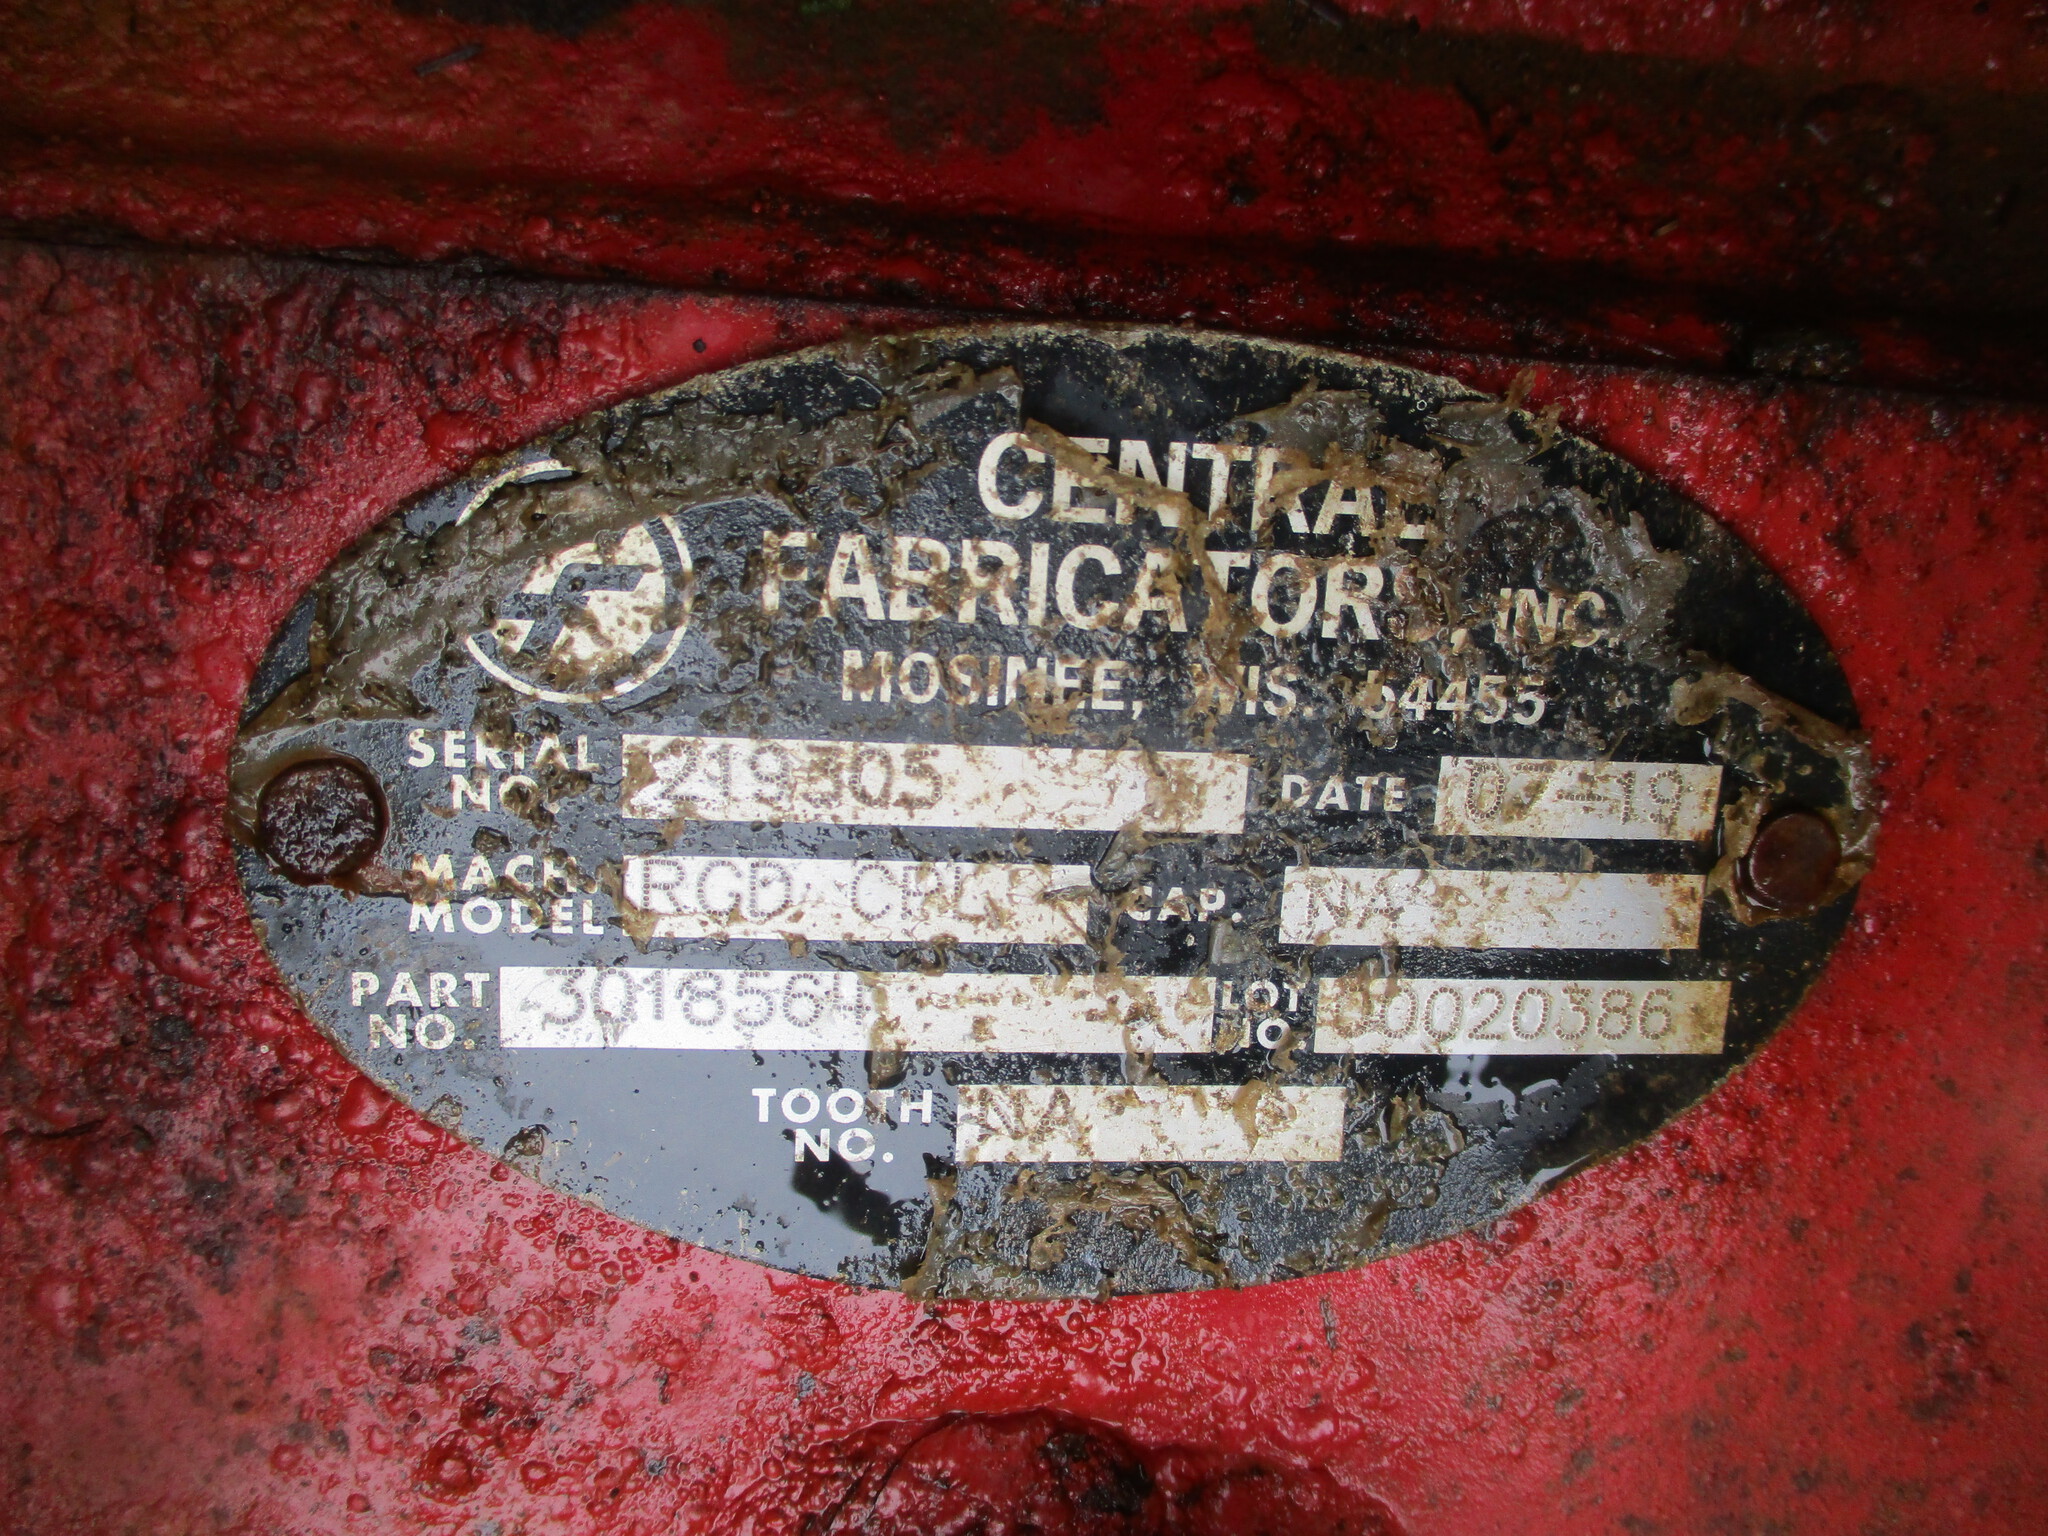 CENTRAL
FABRICATORS, INC.
MOSINEE, WIS. 54455
SERIAL NO. 219305 DATE 07-19
MACH. MODEL RGD CPL CAP. NA
PART NO. 3018564 LOT NO. 00020386
TOOTH NO. NA